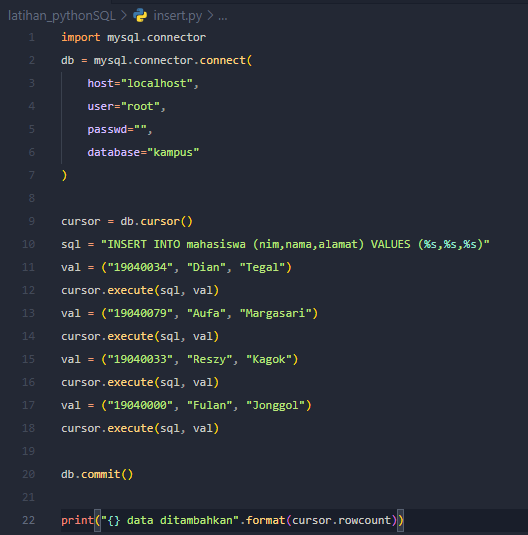 latihan_pythonSQL > insert.py > ...
1 import mysql.connector
2 db = mysql.connector.connect(
3     host="localhost",
4     user="root",
5     passwd="",
6     database="kampus"
7 )
8
9 cursor = db.cursor()
10 sql = "INSERT INTO mahasiswa (nim,nama,alamat) VALUES (%s,%s,%s)"
11 val = ("19040034", "Dian", "Tegal")
12 cursor.execute(sql, val)
13 val = ("19040079", "Aufa", "Margasari")
14 cursor.execute(sql, val)
15 val = ("19040033", "Reszy", "Kagok")
16 cursor.execute(sql, val)
17 val = ("19040000", "Fulan", "Jonggol")
18 cursor.execute(sql, val)
19
20 db.commit()
21
22 print("{} data ditambahkan".format(cursor.rowcount))